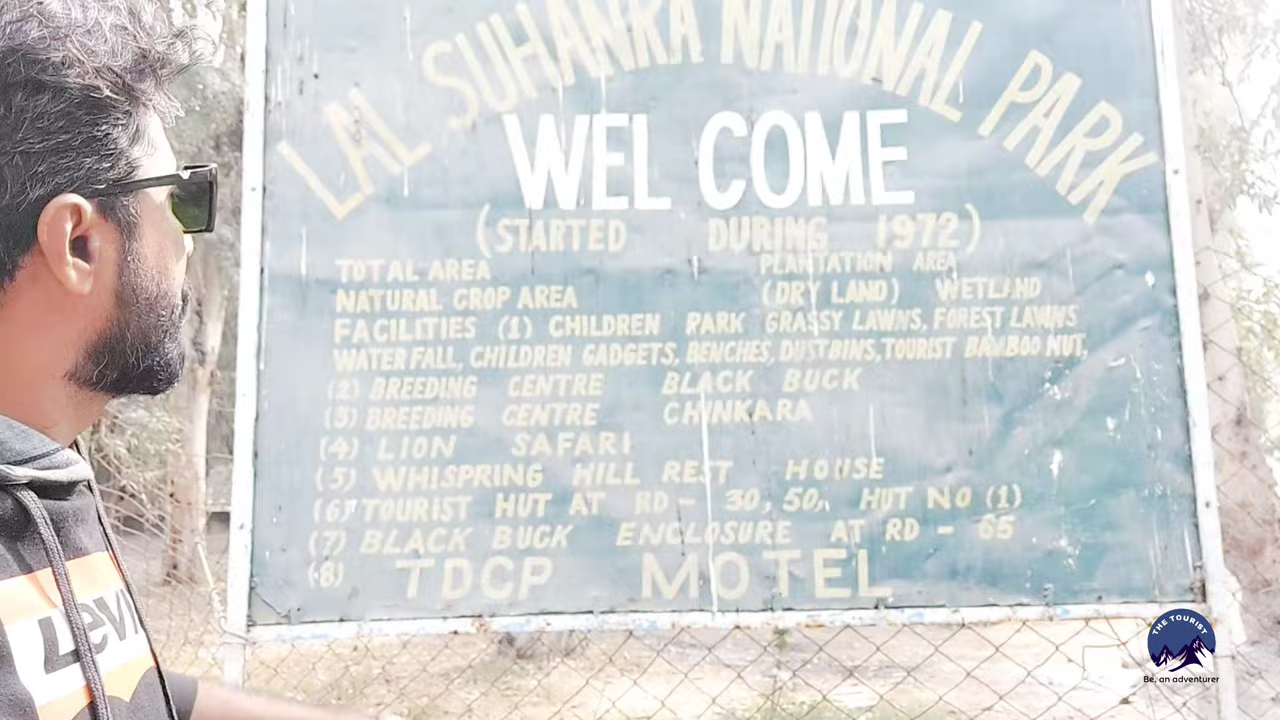 LAL SUHANRA NATIONAL PARK
WEL COME
(STARTED DURING 1972)
TOTAL AREA PLANTATION AREA
NATURAL CROP AREA (DRY LAND) WETLAND
FACILITIES (1) CHILDREN PARK GRASSY LAWNS, FOREST LAWNS
WATER FALL, CHILDREN GADGETS, BENCHES, DUSTBINS, TOURIST BAMBOO NUT,
(2) BREEDING CENTRE BLACK BUCK
(3) BREEDING CENTRE CHINKARA
(4) LION SAFARI
(5) WHISPRING HILL REST HOUSE
(6) TOURIST HUT AT RD - 30, 50, HUT NO (1)
(7) BLACK BUCK ENCLOSURE AT RD - 65
(8) TDCP MOTEL
Levi
THE TOURIST
Be, an adventurer